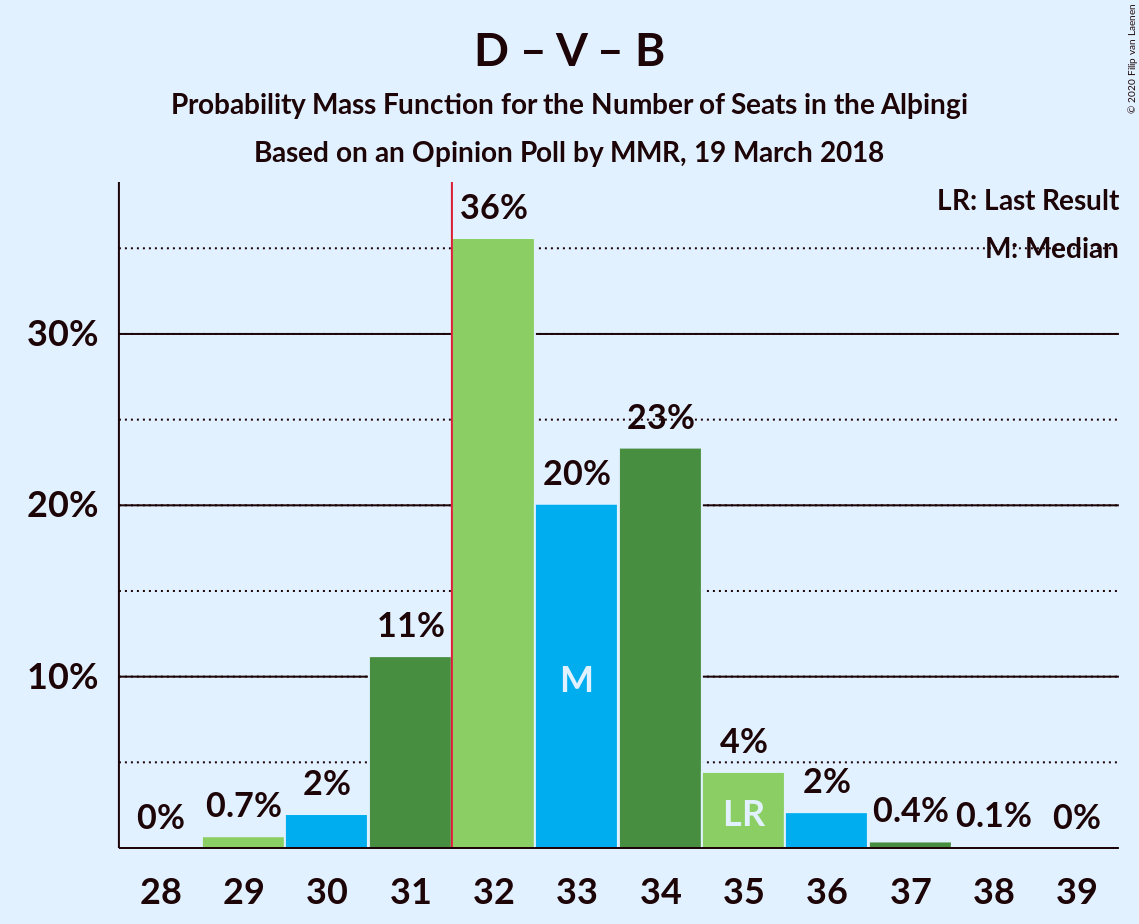 D – V – B
Probability Mass Function for the Number of Seats in the Alþingi
Based on an Opinion Poll by MMR, 19 March 2018
© 2020 Filip van Laenen
LR: Last Result
M: Median
36%
30%
23%
20%
20%
11%
10%
M
4%
2%
2%
0%
0.7%
LR
0.4%
0.1%
0%
28 29 30 31 32 33 34 35 36 37 38 39